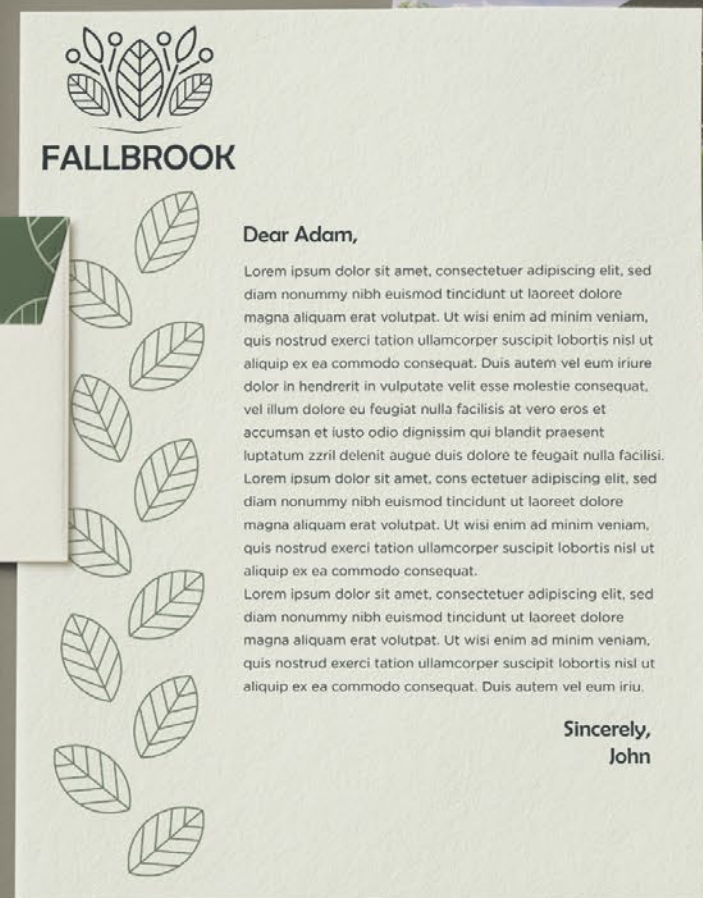 FALLBROOK
Dear Adam,
Lorem ipsum dolor sit amet, consectetuer adipiscing elit, sed
diam nonummy nibh euismod tincidunt ut laoreet dolore
magna aliquam erat volutpat. Ut wisi enim ad minim veniam,
quis nostrud exerci tation ullamcorper suscipit lobortis nisl ut
aliquip ex ea commodo consequat. Duis autem vel eum iriure
dolor in hendrerit in vulputate velit esse molestie consequat,
vel illum dolore eu feugiat nulla facilisis at vero eros et
accumsan et iusto odio dignissim qui blandit praesent
luptatum zzril delenit augue duis dolore te feugait nulla facilisi.
Lorem ipsum dolor sit amet, cons ectetuer adipiscing elit, sed
diam nonummy nibh euismod tincidunt ut laoreet dolore
magna aliquam erat volutpat. Ut wisi enim ad minim veniam,
quis nostrud exerci tation ullamcorper suscipit lobortis nisl ut
aliquip ex ea commodo consequat.
Lorem ipsum dolor sit amet, consectetuer adipiscing elit, sed
diam nonummy nibh euismod tincidunt ut laoreet dolore
magna aliquam erat volutpat. Ut wisi enim ad minim veniam,
quis nostrud exerci tation ullamcorper suscipit lobortis nisl ut
aliquip ex ea commodo consequat. Duis autem vel eum iriu.
Sincerely,
John